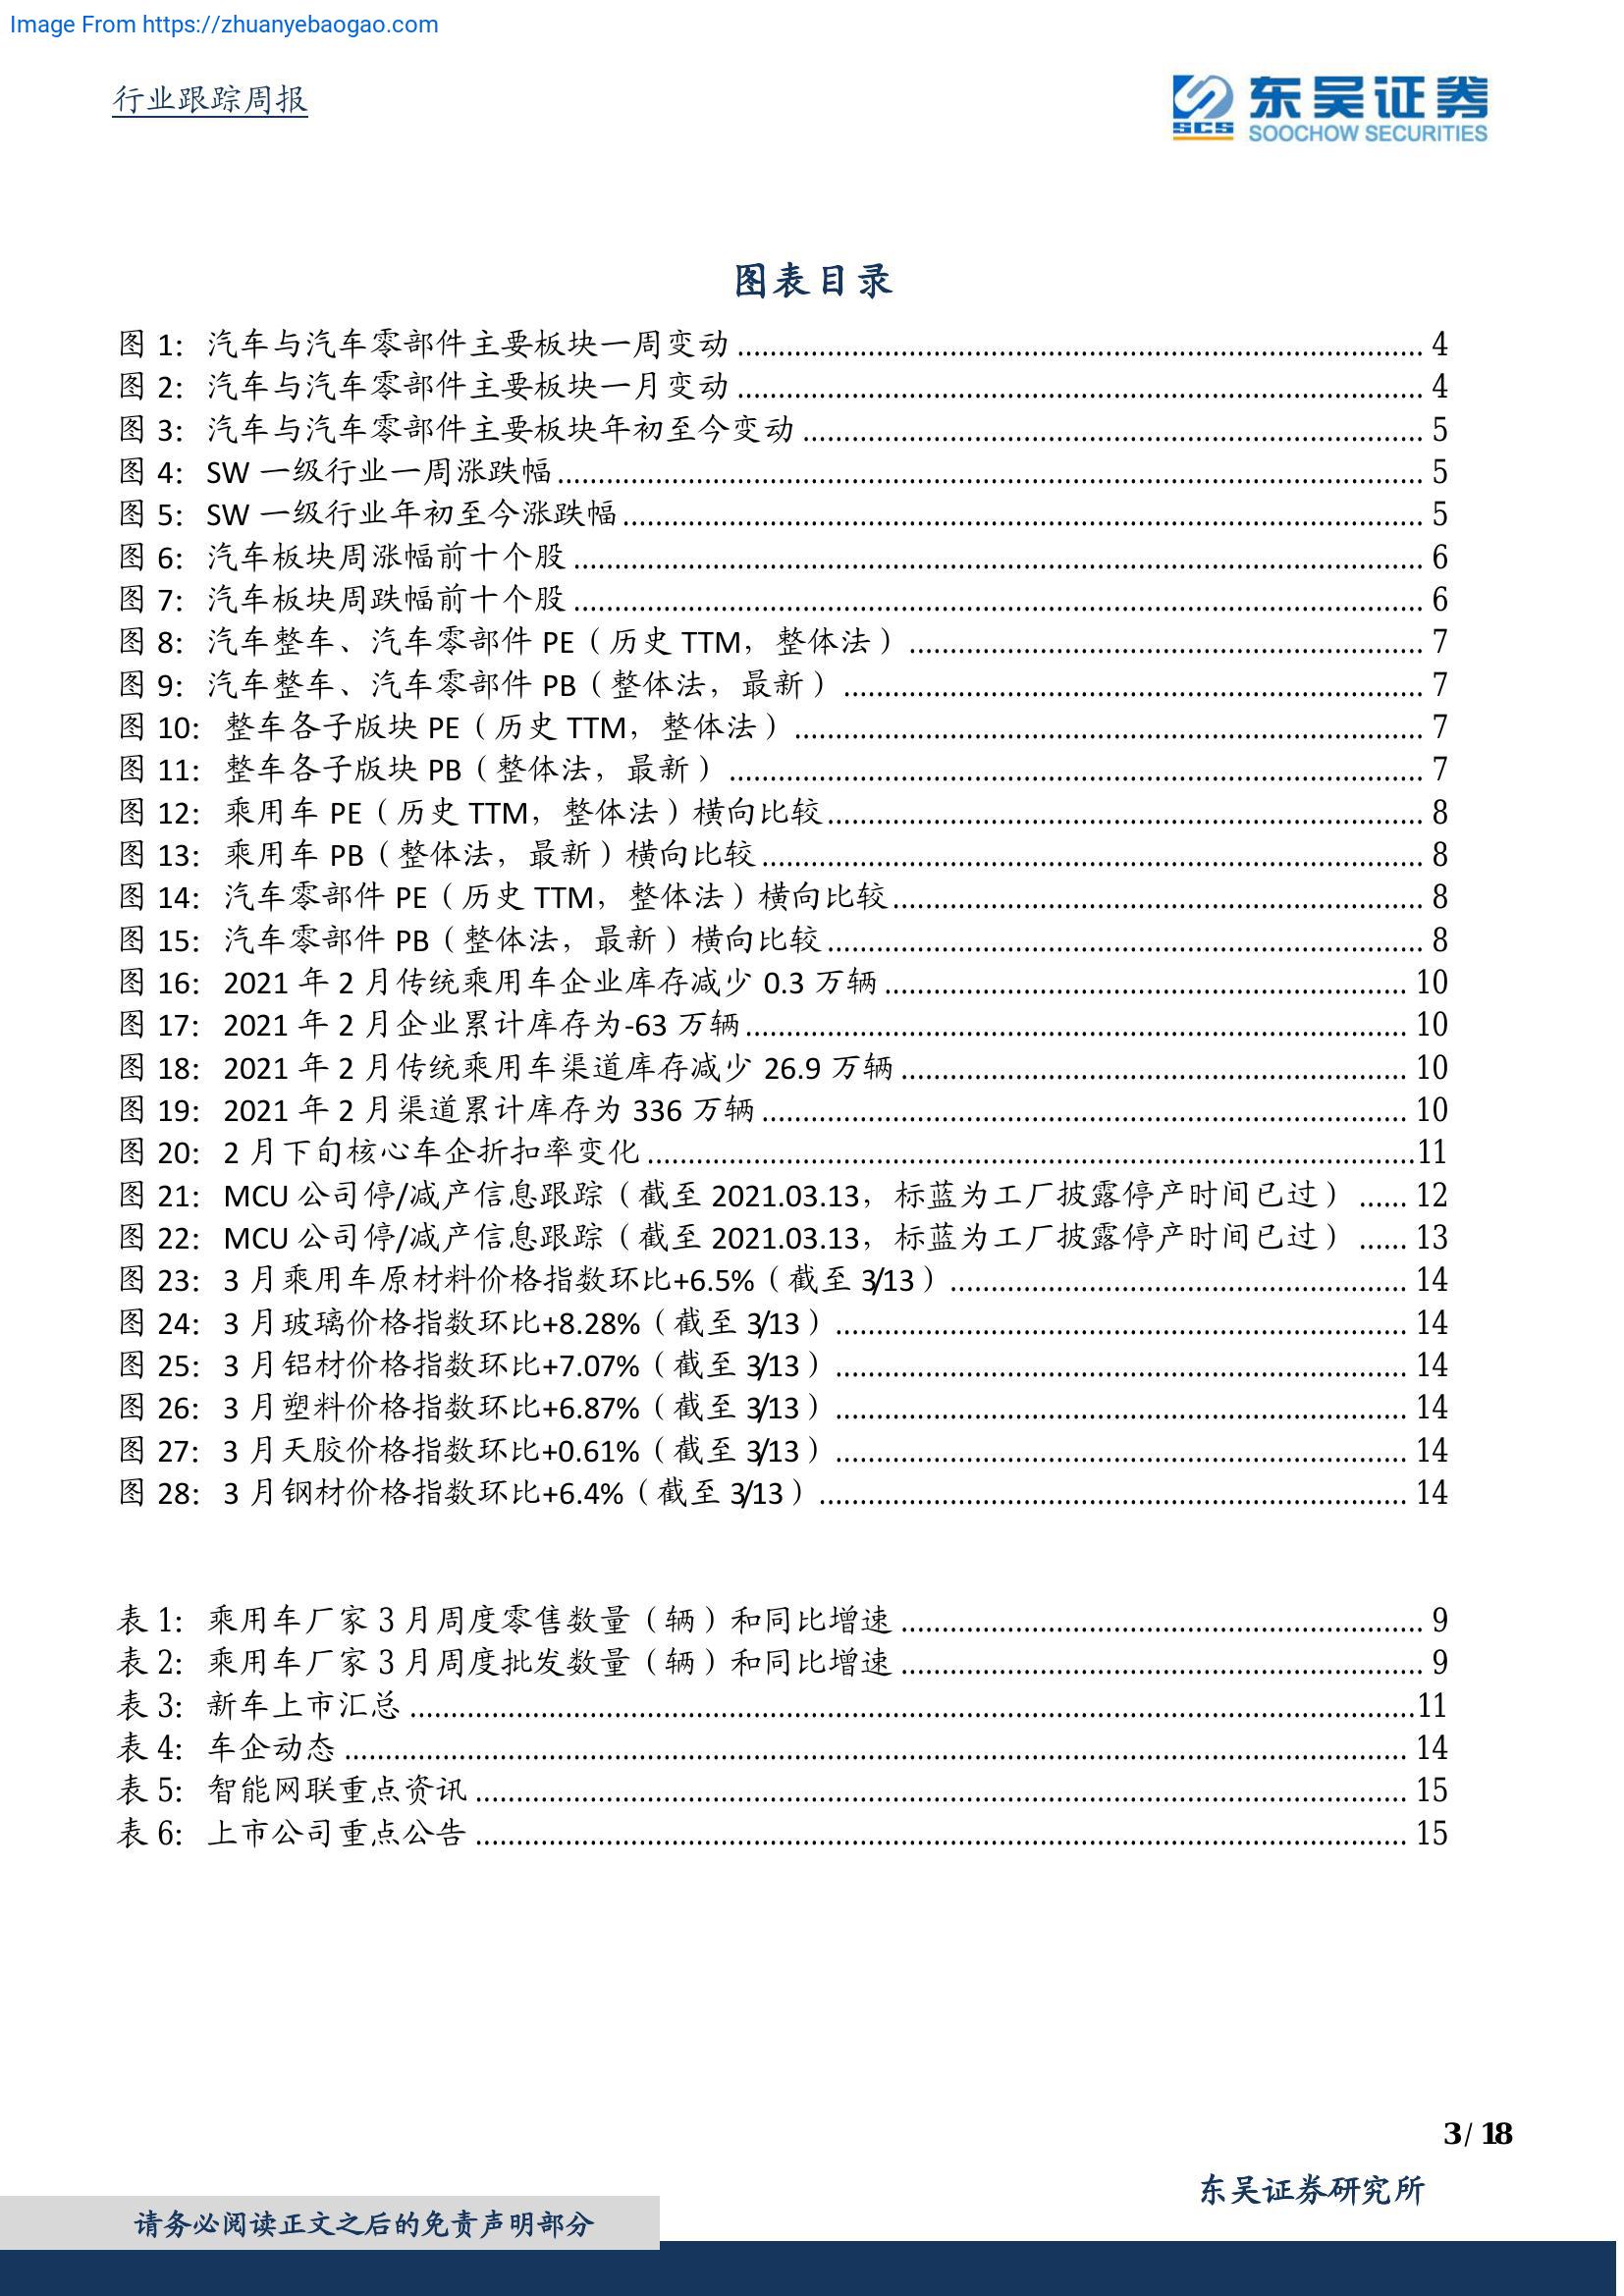 Image From https://zhuanyebaogao.com
行业跟踪周报
SCS 东吴证券
SOOCHOW SECURITIES
图表目录
图 1: 汽车与汽车零部件主要板块一周变动 ........ 4
图 2: 汽车与汽车零部件主要板块一月变动 ........ 4
图 3: 汽车与汽车零部件主要板块年初至今变动 ........ 5
图 4: SW 一级行业一周涨跌幅 ........ 5
图 5: SW 一级行业年初至今涨跌幅 ........ 5
图 6: 汽车板块周涨幅前十个股 ........ 6
图 7: 汽车板块周跌幅前十个股 ........ 6
图 8: 汽车整车、汽车零部件 PE（历史 TTM，整体法） ........ 7
图 9: 汽车整车、汽车零部件 PB（整体法，最新） ........ 7
图 10: 整车各子版块 PE（历史 TTM，整体法） ........ 7
图 11: 整车各子版块 PB（整体法，最新） ........ 7
图 12: 乘用车 PE（历史 TTM，整体法）横向比较 ........ 8
图 13: 乘用车 PB（整体法，最新）横向比较 ........ 8
图 14: 汽车零部件 PE（历史 TTM，整体法）横向比较 ........ 8
图 15: 汽车零部件 PB（整体法，最新）横向比较 ........ 8
图 16: 2021 年 2 月传统乘用车企业库存减少 0.3 万辆 ........ 10
图 17: 2021 年 2 月企业累计库存为-63 万辆 ........ 10
图 18: 2021 年 2 月传统乘用车渠道库存减少 26.9 万辆 ........ 10
图 19: 2021 年 2 月渠道累计库存为 336 万辆 ........ 10
图 20: 2 月下旬核心车企折扣率变化 ........ 11
图 21: MCU 公司停/减产信息跟踪（截至 2021.03.13，标蓝为工厂披露停产时间已过） ...... 12
图 22: MCU 公司停/减产信息跟踪（截至 2021.03.13，标蓝为工厂披露停产时间已过） ...... 13
图 23: 3 月乘用车原材料价格指数环比+6.5%（截至 3/13） ........ 14
图 24: 3 月玻璃价格指数环比+8.28%（截至 3/13） ........ 14
图 25: 3 月铝材价格指数环比+7.07%（截至 3/13） ........ 14
图 26: 3 月塑料价格指数环比+6.87%（截至 3/13） ........ 14
图 27: 3 月天胶价格指数环比+0.61%（截至 3/13） ........ 14
图 28: 3 月钢材价格指数环比+6.4%（截至 3/13） ........ 14
表 1: 乘用车厂家 3 月周度零售数量（辆）和同比增速 ........ 9
表 2: 乘用车厂家 3 月周度批发数量（辆）和同比增速 ........ 9
表 3: 新车上市汇总 ........ 11
表 4: 车企动态 ........ 14
表 5: 智能网联重点资讯 ........ 15
表 6: 上市公司重点公告 ........ 15
3 / 18
东吴证券研究所
请务必阅读正文之后的免责声明部分